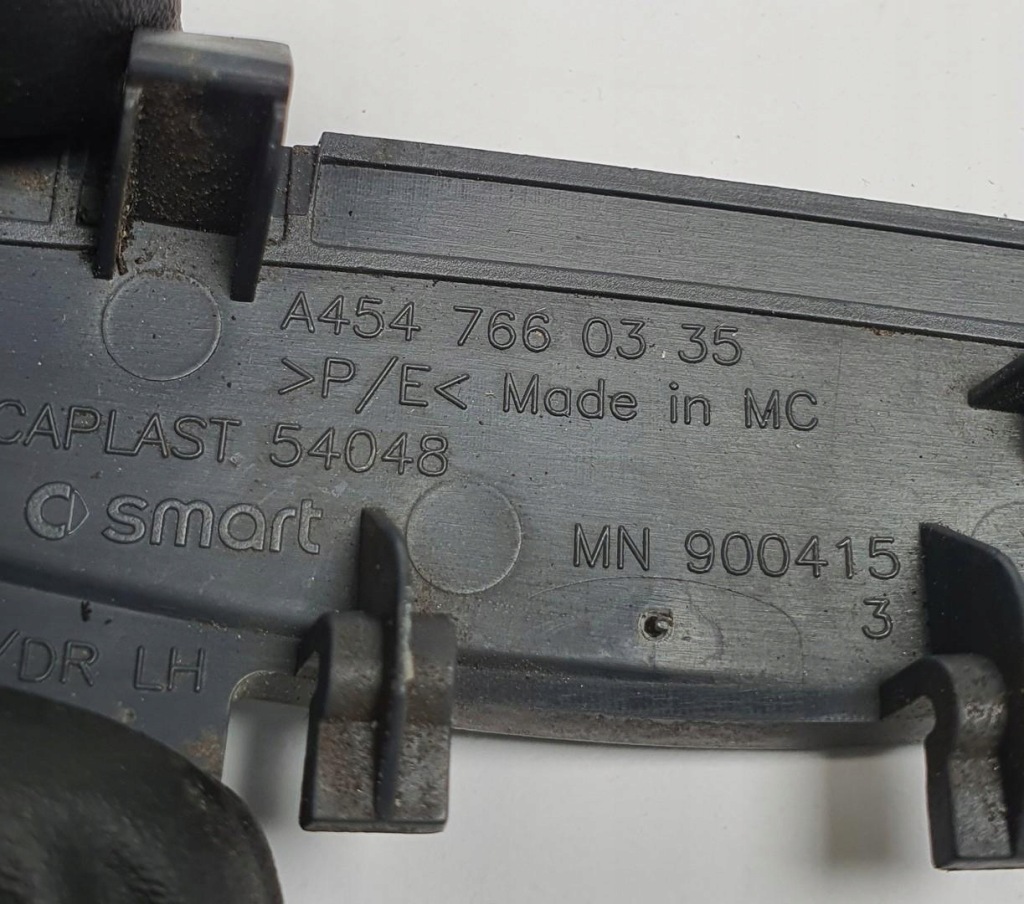 A454 766 03 35
>P/E< Made in MC
CAPLAST 54048
smart
MN 900415
3
/DR LH